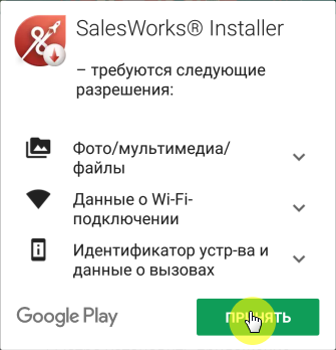 SalesWorks® Installer
– требуются следующие
разрешения:
Фото/мультимедиа/
файлы
Данные о Wi-Fi-
подключении
Идентификатор устр-ва и
данные о вызовах
Google Play
ПРИНЯТЬ